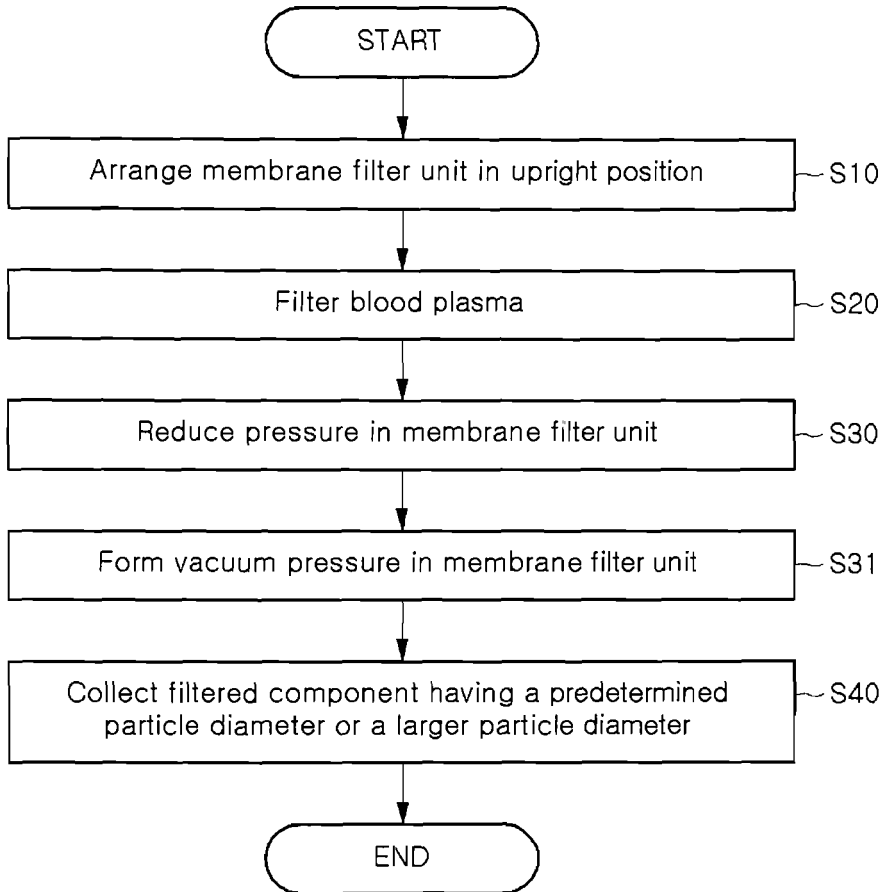 START
Arrange membrane filter unit in upright position
S10
Filter blood plasma
S20
Reduce pressure in membrane filter unit
S30
Form vacuum pressure in membrane filter unit
S31
Collect filtered component having a predetermined
particle diameter or a larger particle diameter
S40
END